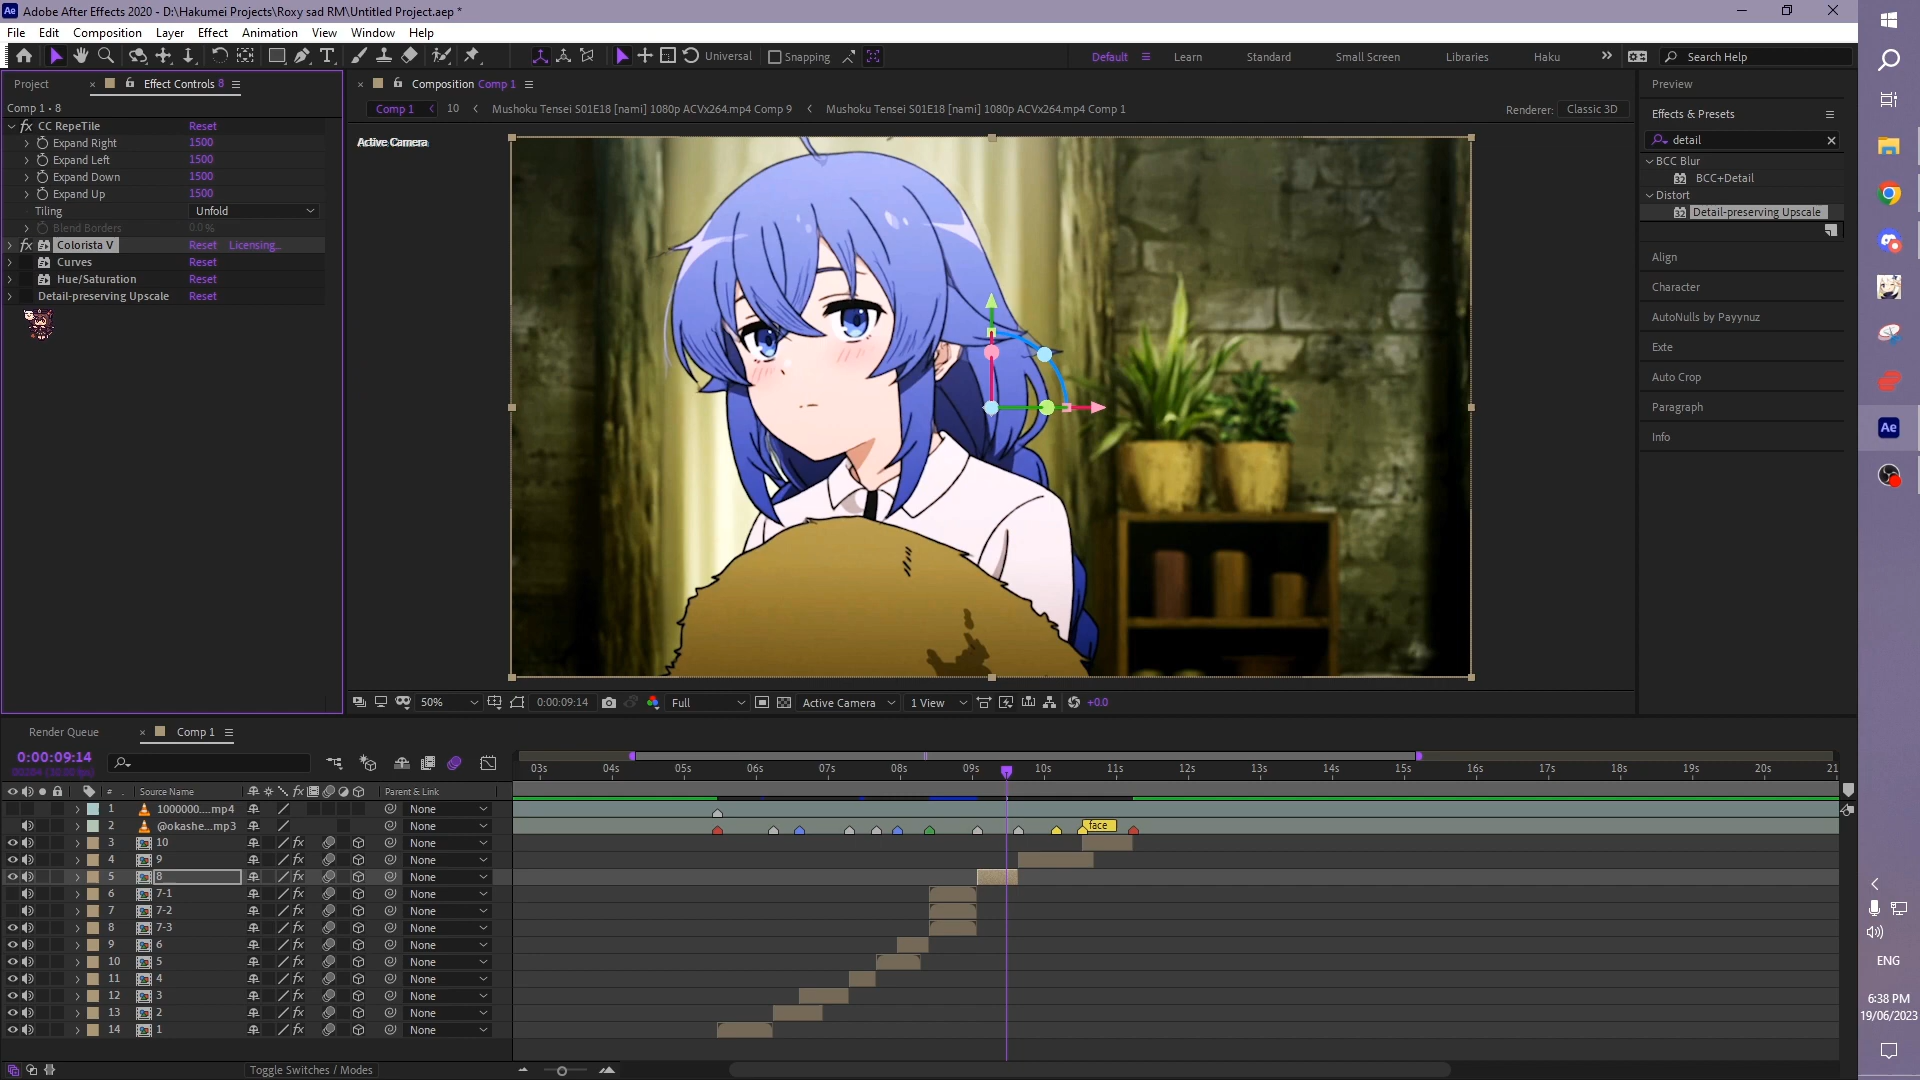 Adobe After Effects 2020 - D:\Hakumei Projects\Roxy sad RM\Untitled Project.aep *
File Edit Composition Layer Effect Animation View Window Help
Universal Snapping Default Learn Standard Small Screen Libraries Haku Search Help
Project Effect Controls 8
Comp 1 • 8
CC RepeTile Reset
Expand Right 1500
Expand Left 1500
Expand Down 1500
Expand Up 1500
Tiling Unfold
Blend Borders 0.0%
Colorista V Reset Licensing...
Curves Reset
Hue/Saturation Reset
Detail-preserving Upscale Reset
Composition Comp 1
Comp 1 10 Mushoku Tensei S01E18 [nami] 1080p ACVx264.mp4 Comp 9 Mushoku Tensei S01E18 [nami] 1080p ACVx264.mp4 Comp 1
Renderer: Classic 3D
Active Camera
50% 0:00:09:14 Full Active Camera 1 View +0.0
Preview
Effects & Presets
detail
BCC Blur
BCC+Detail
Distort
Detail-preserving Upscale
Align
Character
AutoNulls by Payynuz
Exte
Auto Crop
Paragraph
Info
Render Queue Comp 1
0:00:09:14
# Source Name Parent & Link
03s 04s 05s 06s 07s 08s 09s 10s 11s 12s 13s 14s 15s 16s 17s 18s 19s 20s 21
1 1000000....mp4 None
2 @okashe...mp3 None
face
3 10 None
4 9 None
5 8 None
6 7-1 None
7 7-2 None
8 7-3 None
9 6 None
10 5 None
11 4 None
12 3 None
13 2 None
14 1 None
Toggle Switches / Modes
Ae
ENG
6:38 PM
19/06/2023